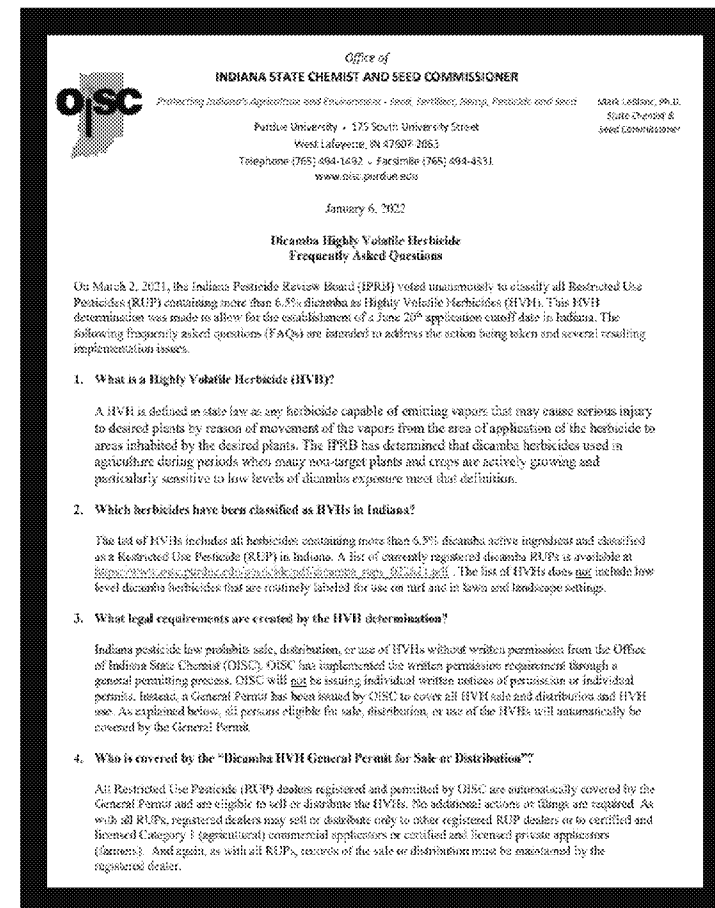 Office of
INDIANA STATE CHEMIST AND SEED COMMISSIONER
OISC
Protecting Indiana's Agriculture and Environment - Seed, Fertilizer, Hemp, Pesticide and Seed
Mark LeBlanc, Ph.D.
State Chemist &
Seed Commissioner
Purdue University • 175 South University Street
West Lafayette, IN 47907-2063
Telephone (765) 494-1492 • Facsimile (765) 494-4331
www.oisc.purdue.edu
January 6, 2022
Dicamba Highly Volatile Herbicide
Frequently Asked Questions
On March 2, 2021, the Indiana Pesticide Review Board (IPRB) voted unanimously to classify all Restricted Use
Pesticides (RUP) containing more than 6.5% dicamba as Highly Volatile Herbicides (HVH). This HVH
determination was made to allow for the establishment of a June 20th application cutoff date in Indiana. The
following frequently asked questions (FAQs) are intended to address the action being taken and several resulting
implementation issues.
1. What is a Highly Volatile Herbicide (HVH)?
A HVH is defined in state law as any herbicide capable of emitting vapors that may cause serious injury
to desired plants by reason of movement of the vapors from the area of application of the herbicide to
areas inhabited by the desired plants. The IPRB has determined that dicamba herbicides used in
agriculture during periods when many non-target plants and crops are actively growing and
particularly sensitive to low levels of dicamba exposure meet that definition.
2. Which herbicides have been classified as HVHs in Indiana?
The list of HVHs includes all herbicides containing more than 6.5% dicamba active ingredient and classified
as a Restricted Use Pesticide (RUP) in Indiana. A list of currently registered dicamba RUPs is available at
. The list of HVHs does not include low
level dicamba herbicides that are routinely labeled for use on turf and in lawn and landscape settings.
3. What legal requirements are created by the HVH determination?
Indiana pesticide law prohibits sale, distribution, or use of HVHs without written permission from the Office
of Indiana State Chemist (OISC). OISC has implemented the written permission requirement through a
general permitting process. OISC will not be issuing individual written notices of permission or individual
permits. Instead, a General Permit has been issued by OISC to cover all HVH sale and distribution and HVH
use. As explained below, all persons eligible for sale, distribution, or use of the HVHs will automatically be
covered by the General Permit.
4. Who is covered by the “Dicamba HVH General Permit for Sale or Distribution”?
All Restricted Use Pesticide (RUP) dealers registered and permitted by OISC are automatically covered by the
General Permit and are eligible to sell or distribute the HVHs. No additional actions or filings are required. As
with all RUPs, registered dealers may sell or distribute only to other registered RUP dealers or to certified and
licensed Category 1 (agricultural) commercial applicators or certified and licensed private applicators
(farmers). And again, as with all RUPs, records of the sale or distribution must be maintained by the
registered dealer.